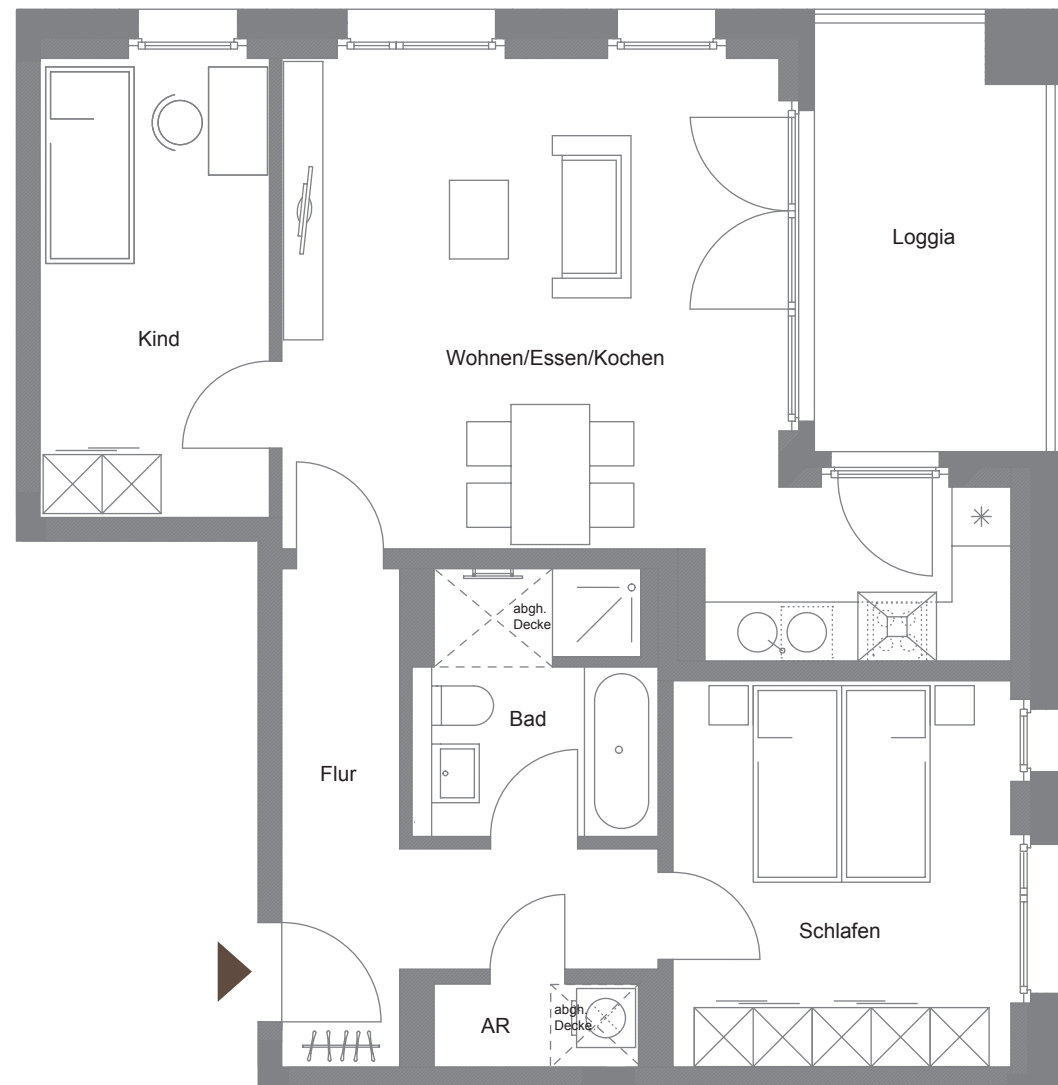 Loggia
Kind
Wohnen/Essen/Kochen
abgh.
Decke
Bad
Flur
Schlafen
abgh.
Decke
AR